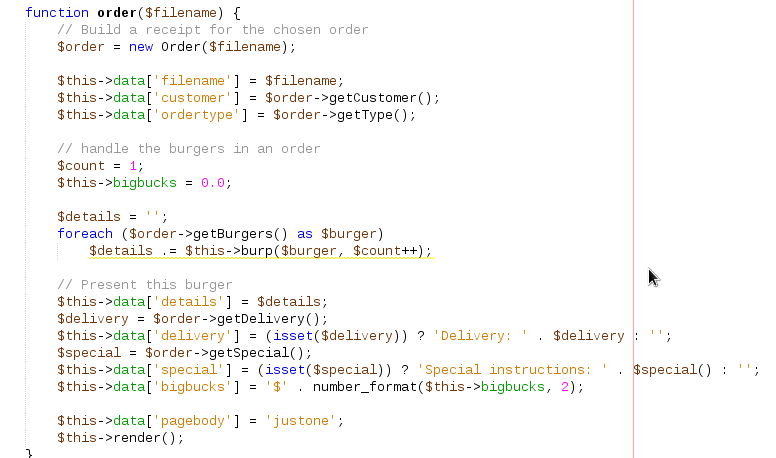 function order($filename) {
// Build a receipt for the chosen order
$order = new Order($filename);
$this->data['filename'] = $filename;
$this->data['customer'] = $order->getCustomer();
$this->data['ordertype'] = $order->getType();
// handle the burgers in an order
$count = 1;
$this->bigbucks = 0.0;
$details = '';
foreach ($order->getBurgers() as $burger)
$details .= $this->burp($burger, $count++);
// Present this burger
$this->data['details'] = $details;
$delivery = $order->getDelivery();
$this->data['delivery'] = (isset($delivery)) ? 'Delivery: ' . $delivery : '';
$special = $order->getSpecial();
$this->data['special'] = (isset($special)) ? 'Special instructions: ' . $special() : '';
$this->data['bigbucks'] = '$' . number_format($this->bigbucks, 2);
$this->data['pagebody'] = 'justone';
$this->render();
}